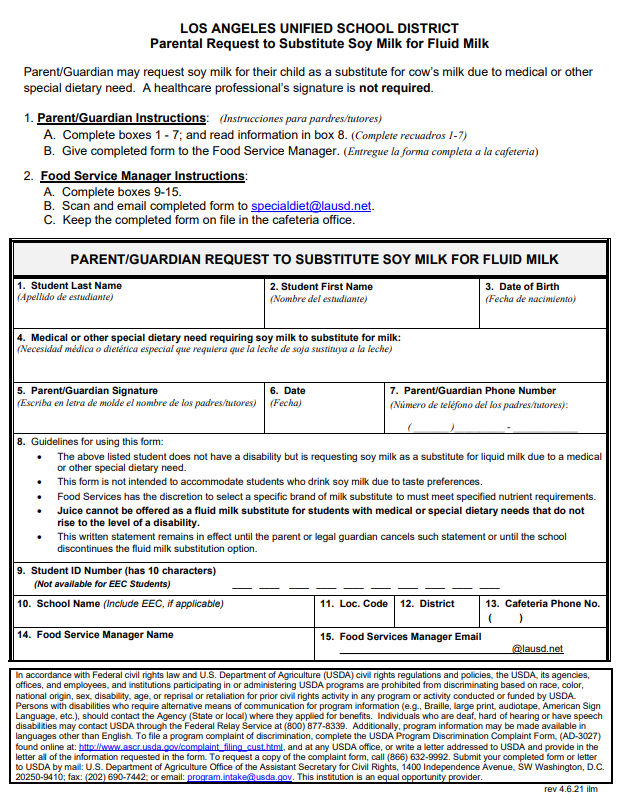 LOS ANGELES UNIFIED SCHOOL DISTRICT
Parental Request to Substitute Soy Milk for Fluid Milk
Parent/Guardian may request soy milk for their child as a substitute for cow's milk due to medical or other
special dietary need. A healthcare professional's signature is not required.
1. Parent/Guardian Instructions: (Instrucciones para pardres/tutores)
A. Complete boxes 1 - 7; and read information in box 8. (Complete recuadros 1-7)
B. Give completed form to the Food Service Manager. (Entregue la forma completa a la cafeteria)
2. Food Service Manager Instructions:
A. Complete boxes 9-15.
B. Scan and email completed form to specialdiet@lausd.net.
C. Keep the completed form on file in the cafeteria office.
PARENT/GUARDIAN REQUEST TO SUBSTITUTE SOY MILK FOR FLUID MILK
1. Student Last Name
(Apellido de estudiante)
2. Student First Name
(Nombre del estudiante)
3. Date of Birth
(Fecha de nacimiento)
4. Medical or other special dietary need requiring soy milk to substitute for milk:
(Necesidad médica o dietética especial que requiera que la leche de soja sustituya a la leche)
5. Parent/Guardian Signature
(Escriba en letra de molde el nombre de los padres/tutores)
6. Date
(Fecha)
7. Parent/Guardian Phone Number
(Número de teléfono del los padres/tutores):
(______)_________ - ____________
8. Guidelines for using this form:
• The above listed student does not have a disability but is requesting soy milk as a substitute for liquid milk due to a medical
or other special dietary need.
• This form is not intended to accommodate students who drink soy milk due to taste preferences.
• Food Services has the discretion to select a specific brand of milk substitute to must meet specified nutrient requirements.
• Juice cannot be offered as a fluid milk substitute for students with medical or special dietary needs that do not
rise to the level of a disability.
• This written statement remains in effect until the parent or legal guardian cancels such statement or until the school
discontinues the fluid milk substitution option.
9. Student ID Number (has 10 characters)
(Not available for EEC Students) ___ ___ ___ ___ ___ ___ ___ ___ ___ ___
10. School Name (Include EEC, if applicable)
11. Loc. Code
12. District
13. Cafeteria Phone No.
( )
14. Food Service Manager Name
15. Food Services Manager Email
______________________@lausd.net
In accordance with Federal civil rights law and U.S. Department of Agriculture (USDA) civil rights regulations and policies, the USDA, its agencies,
offices, and employees, and institutions participating in or administering USDA programs are prohibited from discriminating based on race, color,
national origin, sex, disability, age, or reprisal or retaliation for prior civil rights activity in any program or activity conducted or funded by USDA.
Persons with disabilities who require alternative means of communication for program information (e.g., Braille, large print, audiotape, American Sign
Language, etc.), should contact the Agency (State or local) where they applied for benefits. Individuals who are deaf, hard of hearing or have speech
disabilities may contact USDA through the Federal Relay Service at (800) 877-8339. Additionally, program information may be made available in
languages other than English. To file a program complaint of discrimination, complete the USDA Program Discrimination Complaint Form, (AD-3027)
found online at: http://www.ascr.usda.gov/complaint_filing_cust.html, and at any USDA office, or write a letter addressed to USDA and provide in the
letter all of the information requested in the form. To request a copy of the complaint form, call (866) 632-9992. Submit your completed form or letter
to USDA by mail: U.S. Department of Agriculture Office of the Assistant Secretary for Civil Rights, 1400 Independence Avenue, SW Washington, D.C.
20250-9410; fax: (202) 690-7442; or email: program.intake@usda.gov. This institution is an equal opportunity provider.
rev 4.6.21 ilm